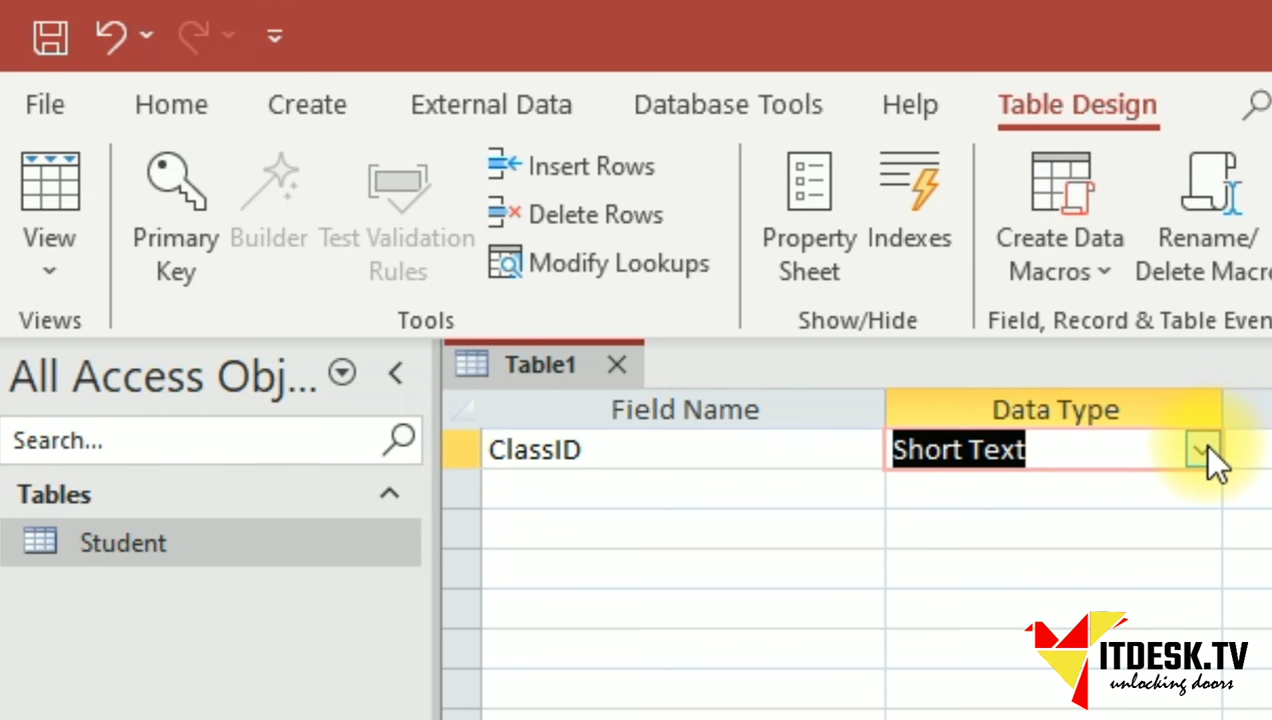 File Home Create External Data Database Tools Help Table Design
View
Primary Key
Builder
Test Validation Rules
Insert Rows
Delete Rows
Modify Lookups
Property Sheet
Indexes
Create Data Macros
Rename/
Delete Macr
Views Tools Show/Hide Field, Record & Table Even
All Access Obj...
Search...
Tables
Student
Table1
Field Name Data Type
ClassID Short Text
ITDESK.TV
unlocking doors